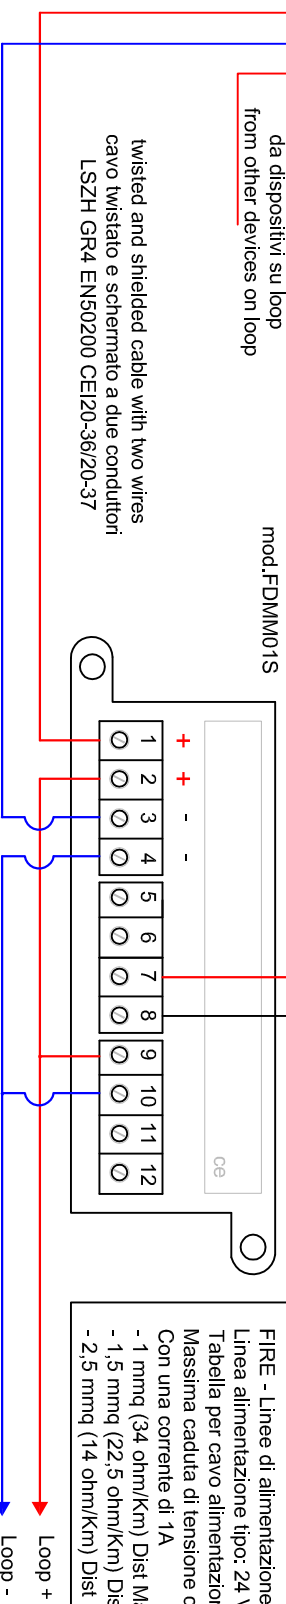 da dispositivi su loop
from other devices on loop
twisted and shielded cable with two wires
cavo twistato e schermato a due conduttori
LSZH GR4 EN50200 CEI20-36/20-37
mod.FDMM01S
+ + - -
1 2 3 4 5 6 7 8 9 10 11 12
ce
FIRE - Linee di alimentazione
Linea alimentazione tipo: 24 V
Tabella per cavo alimentazion
Massima caduta di tensione c
Con una corrente di 1A
- 1 mmq (34 ohm/Km) Dist Ma
- 1,5 mmq (22,5 ohm/Km) Dis
- 2,5 mmq (14 ohm/Km) Dist
Loop +
Loop -